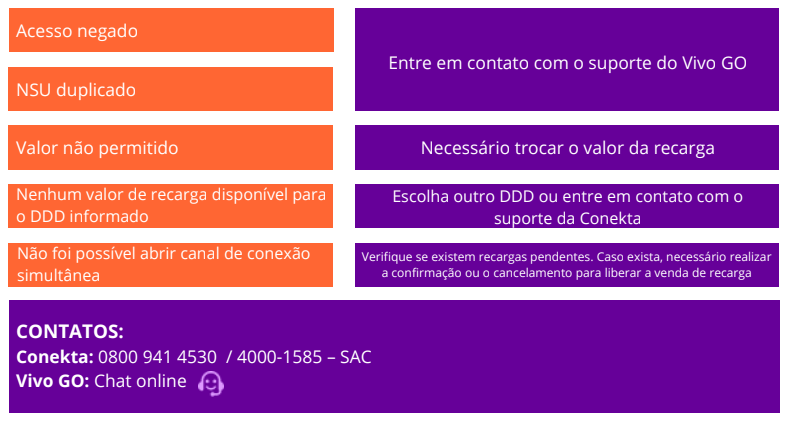 Acesso negado
NSU duplicado
Entre em contato com o suporte do Vivo GO
Valor não permitido
Necessário trocar o valor da recarga
Nenhum valor de recarga disponível para
o DDD informado
Escolha outro DDD ou entre em contato com o
suporte da Conekta
Não foi possível abrir canal de conexão
simultânea
Verifique se existem recargas pendentes. Caso exista, necessário realizar
a confirmação ou o cancelamento para liberar a venda de recarga
CONTATOS:
Conekta: 0800 941 4530 / 4000-1585 – SAC
Vivo GO: Chat online